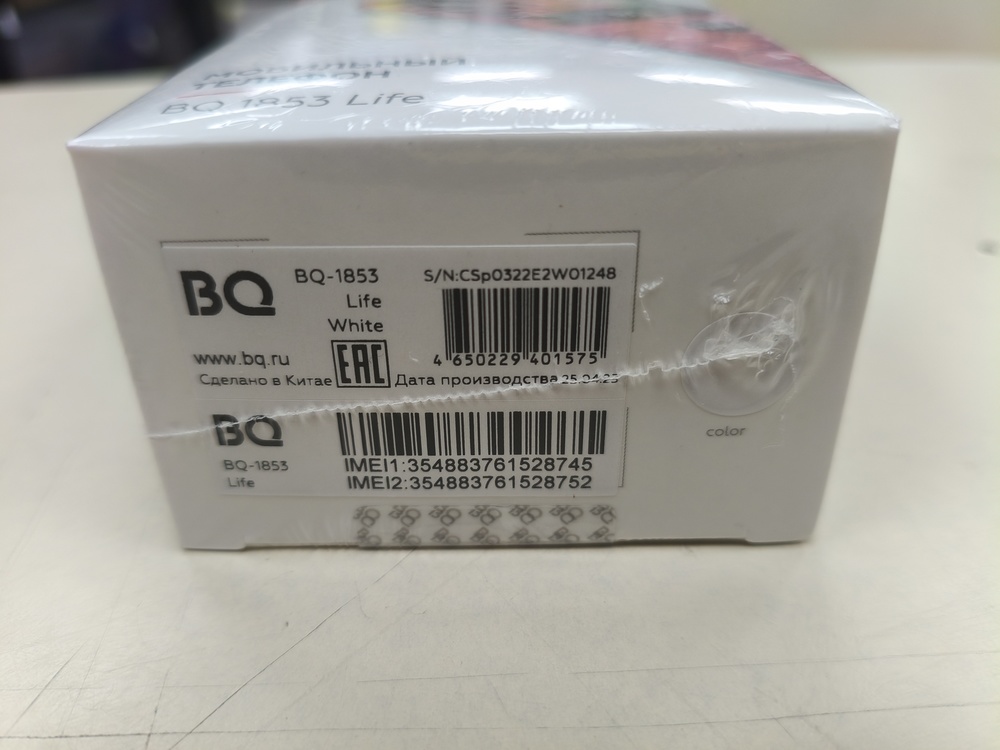 МОБИЛЬНЫЙ
ТЕЛЕФОН
BQ 1853 Life
BQ
BQ-1853
Life
White
S/N:CSp0322E2W01248
4 650229 401575
www.bq.ru
Сделано в Китае
EAC
Дата производства 25.04.23
BQ
BQ-1853
Life
IMEI1:354883761528745
IMEI2:354883761528752
color